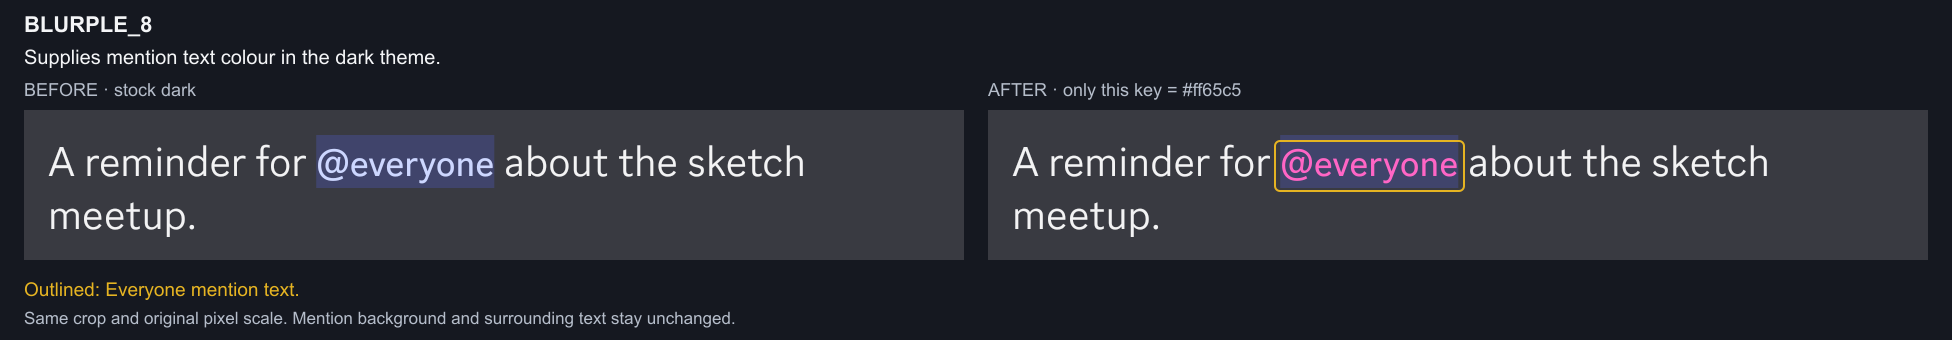 BLURPLE_8
Supplies mention text colour in the dark theme.
BEFORE · stock dark
A reminder for @everyone about the sketch
meetup.
AFTER · only this key = #ff65c5
A reminder for @everyone about the sketch
meetup.
Outlined: Everyone mention text.
Same crop and original pixel scale. Mention background and surrounding text stay unchanged.